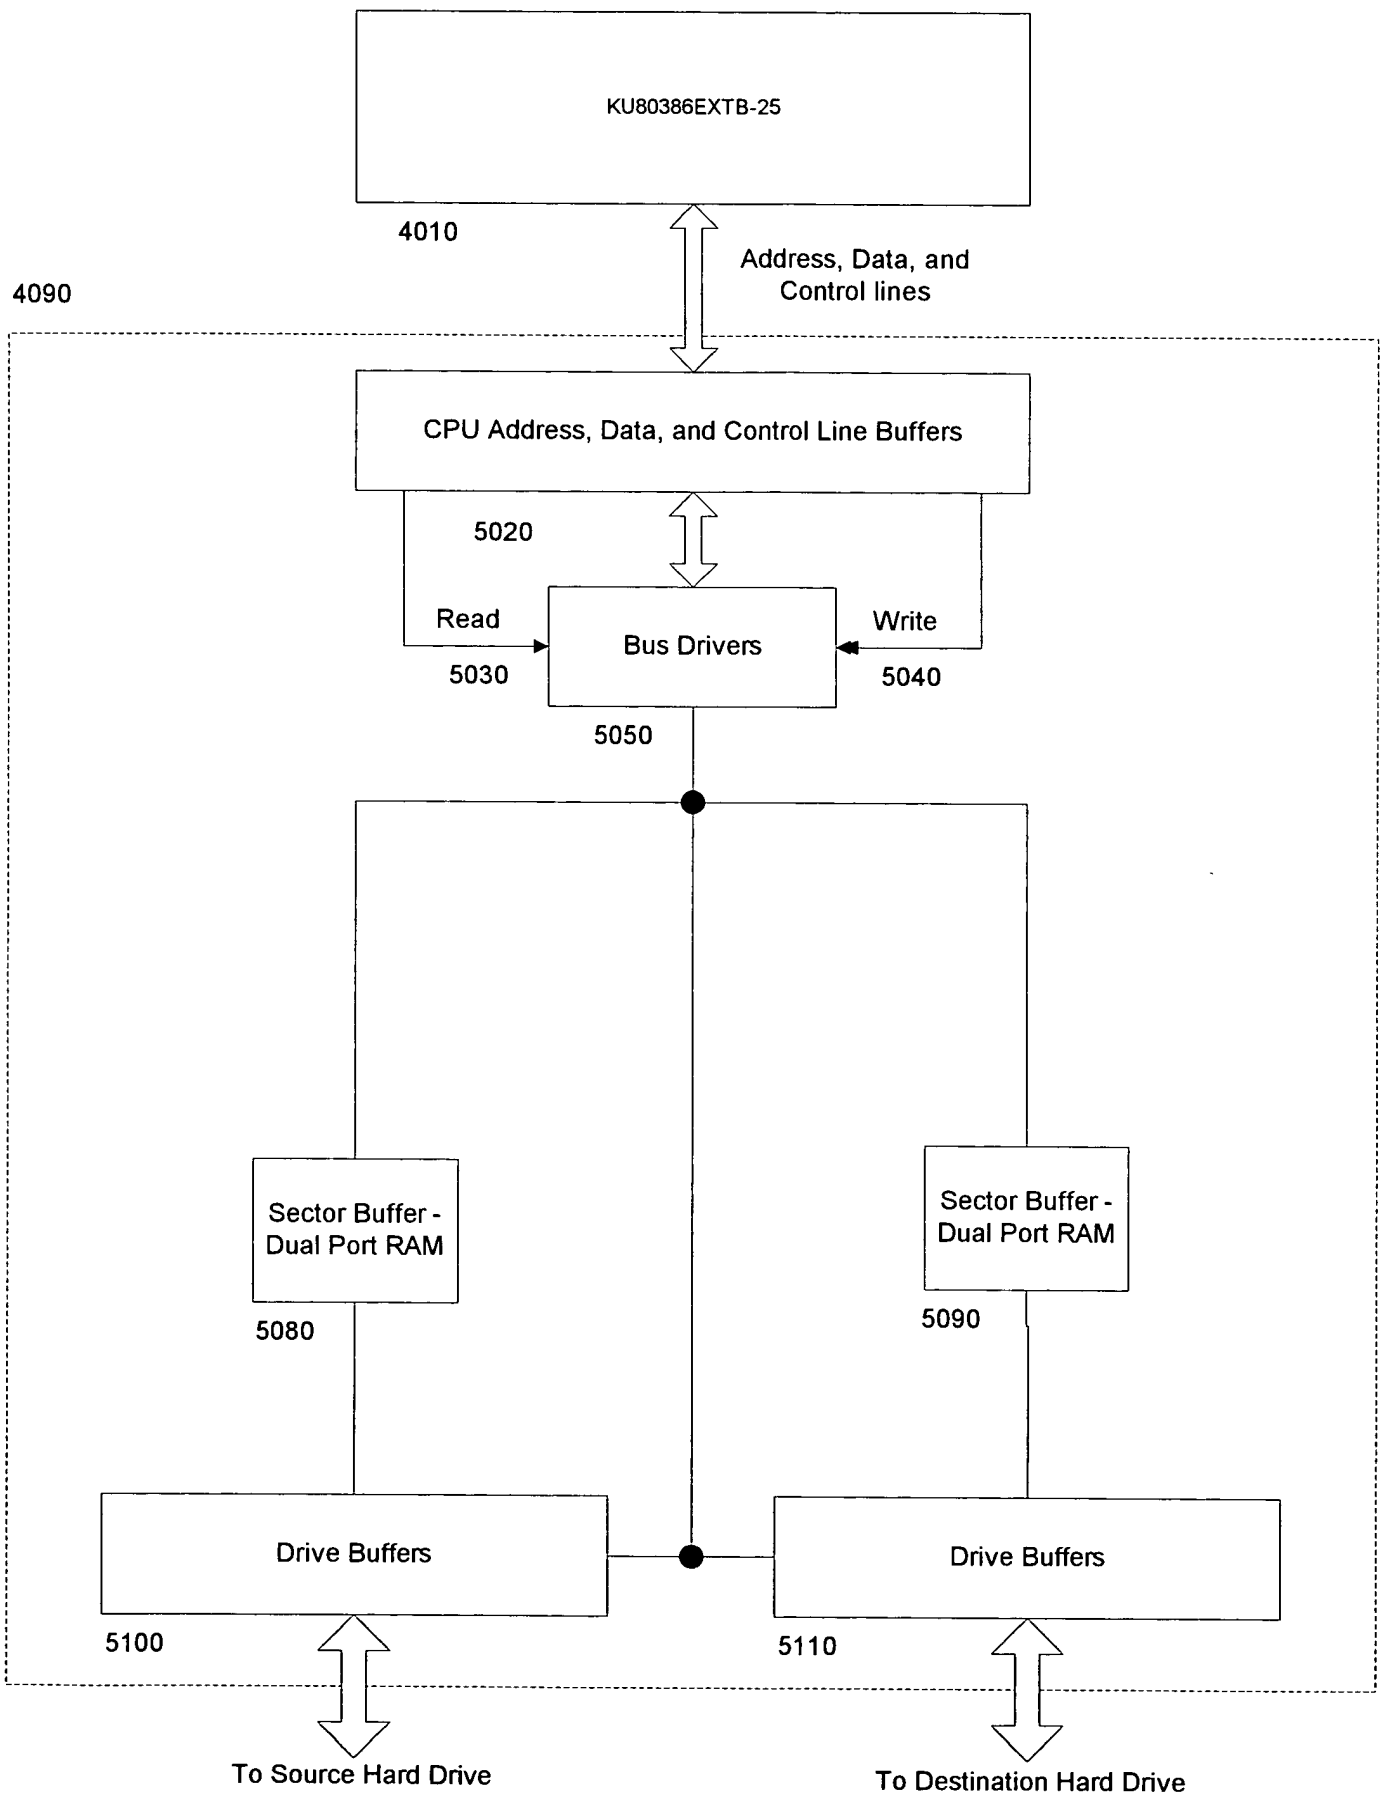 KU80386EXTB-25
4010
Address, Data, and
Control lines
4090
CPU Address, Data, and Control Line Buffers
5020
Read
Bus Drivers
Write
5030
5040
5050
Sector Buffer -
Dual Port RAM
Sector Buffer -
Dual Port RAM
5080
5090
Drive Buffers
Drive Buffers
5100
5110
To Source Hard Drive
To Destination Hard Drive